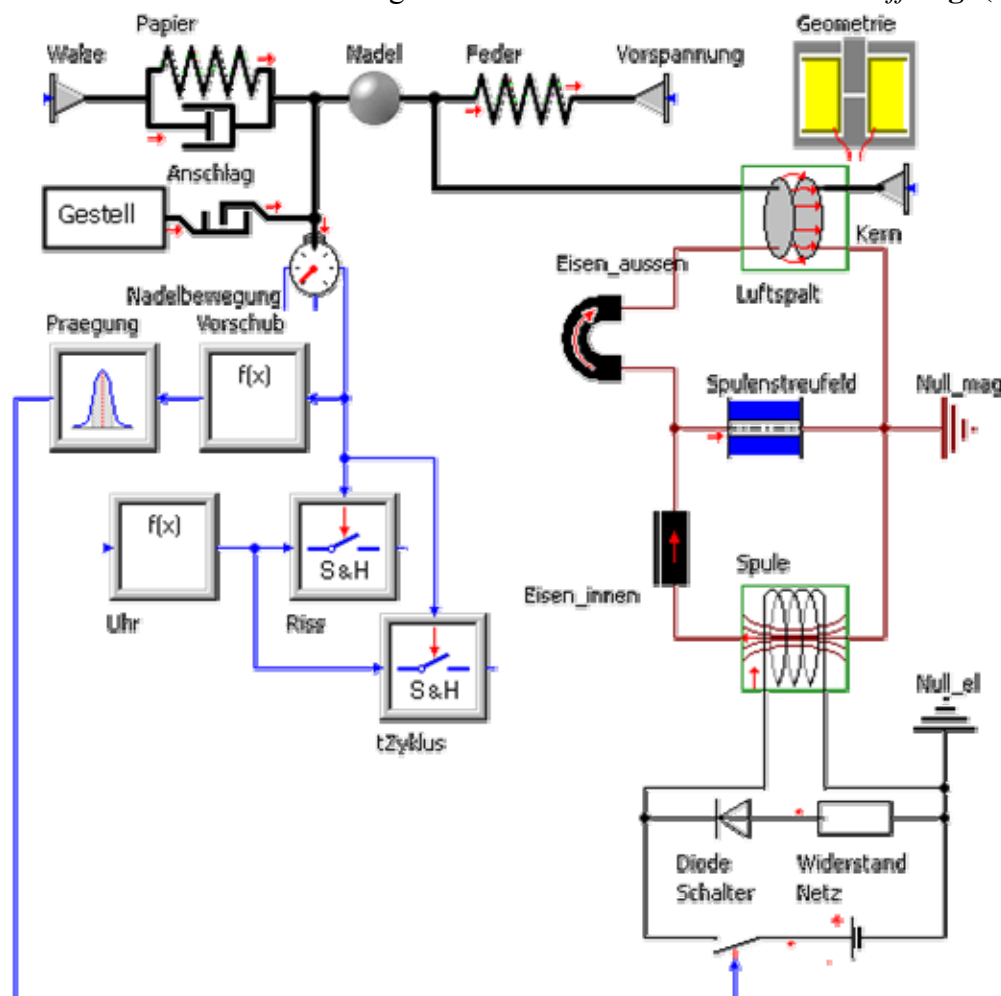 Papier
Walze
Nadel
Feder
Vorspannung
Geometrie
Anschlag
Gestell
Kern
Eisen_aussen
Luftspalt
Nadelbewegung
Praegung
Vorschub
f(x)
Spulenstreufeld
Null_mag
f(x)
S&H
Eisen_innen
Spule
Uhr
Riss
S&H
Null_el
tZyklus
Diode
Widerstand
Schalter
Netz